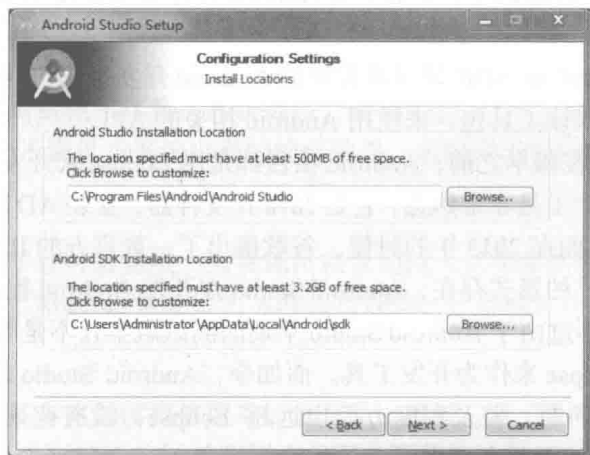 Android Studio Setup
Configuration Settings
Install Locations
Android Studio Installation Location
The location specified must have at least 500MB of free space.
Click Browse to customize:
C:\Program Files\Android\Android Studio
Browse..
Android SDK Installation Location
The location specified must have at least 3.2GB of free space.
Click Browse to customize:
C:\Users\Administrator\AppData\Local\Android\sdk
Browse...
< Back
Next >
Cancel